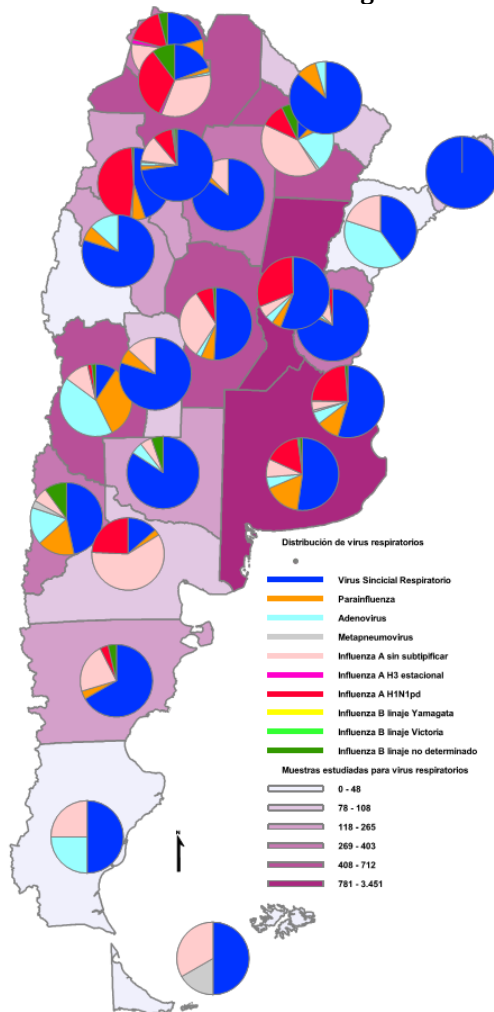 N
Distribución de virus respiratorios
Virus Sincicial Respiratorio
Parainfluenza
Adenovirus
Metapneumovirus
Influenza A sin subtipificar
Influenza A H3 estacional
Influenza A H1N1pd
Influenza B linaje Yamagata
Influenza B linaje Victoria
Influenza B linaje no determinado
Muestras estudiadas para virus respiratorios
0 - 48
78 - 108
118 - 265
269 - 403
408 - 712
781 - 3.451